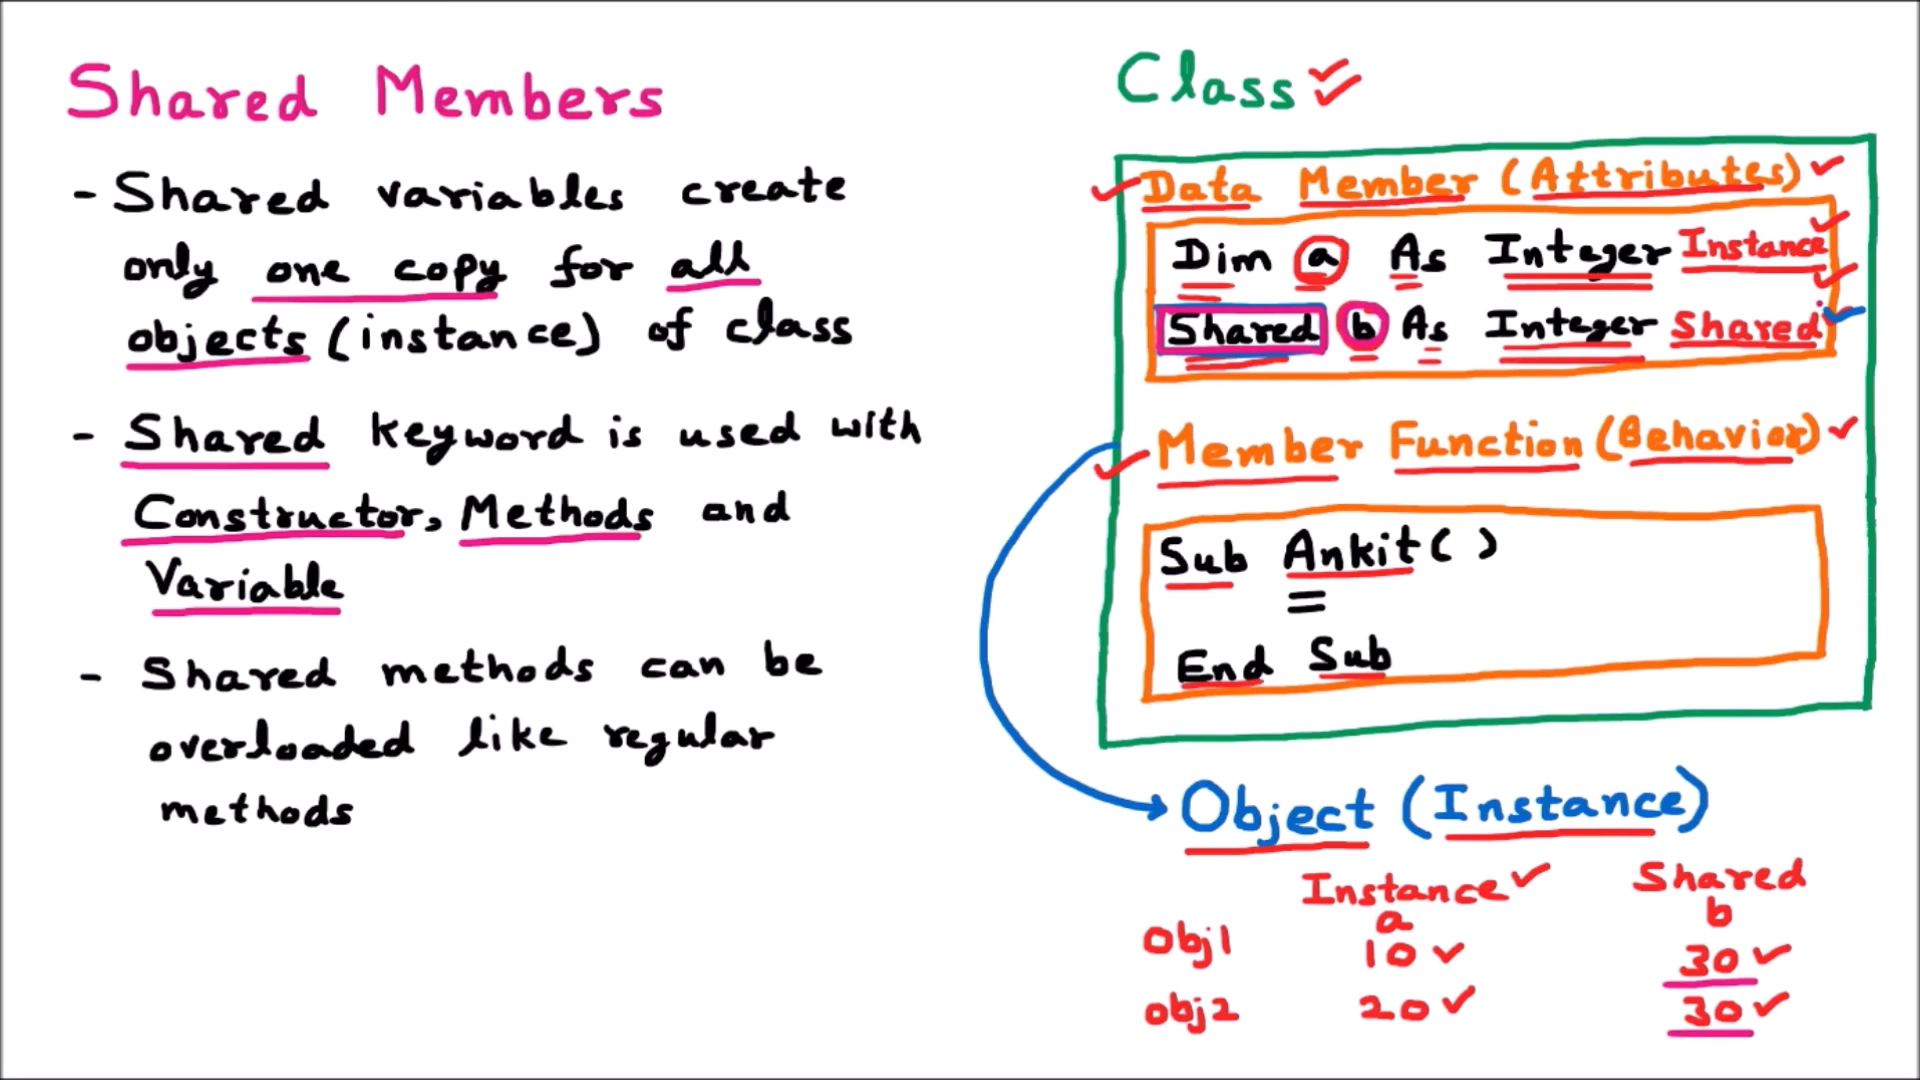 Shared Members
- Shared variables create
only one copy for all
objects (instance) of class
- Shared keyword is used with
Constructor, Methods and
Variable
- Shared methods can be
overloaded like regular
methods
Class
Data Member (Attributes)
Dim a As Integer Instance
Shared b As Integer Shared
Member Function (Behavior)
Sub Ankit()
=
End Sub
Object (Instance)
Instance Shared
a b
Obj1 10 30
obj2 20 30